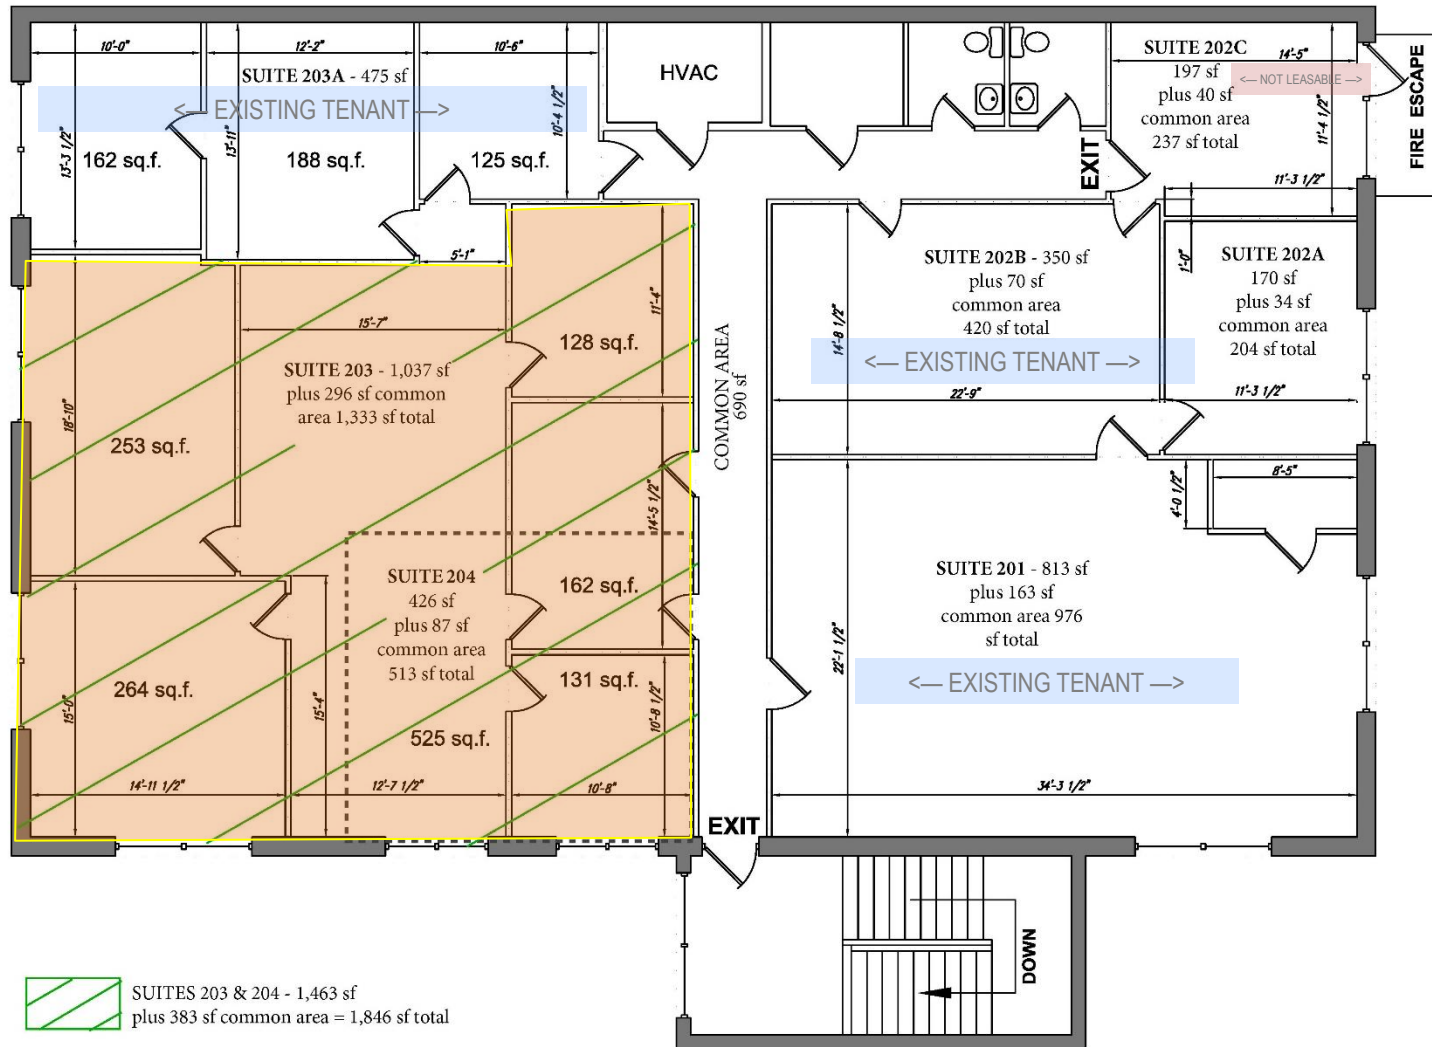 10'-0"
12'-2"
10'-6"
HVAC
SUITE 202C
14'-5"
197 sf
<— NOT LEASABLE —>
plus 40 sf
common area
237 sf total
FIRE ESCAPE
SUITE 203A - 475 sf
<— EXISTING TENANT —>
13'-3 1/2"
13'-11"
10'-4 1/2"
11'-4 1/2"
162 sq.f.
188 sq.f.
125 sq.f.
EXIT
11'-3 1/2"
5'-1"
1'-0"
SUITE 202B - 350 sf
plus 70 sf
common area
420 sf total
<— EXISTING TENANT —>
14'-8 1/2"
22'-9"
SUITE 202A
170 sf
plus 34 sf
common area
204 sf total
11'-3 1/2"
15'-7"
11'-4"
128 sq.f.
SUITE 203 - 1,037 sf
plus 296 sf common
area 1,333 sf total
COMMON AREA
690 sf
18'-10"
253 sq.f.
14'-5 1/2"
8'-5"
4'-0 1/2"
SUITE 204
426 sf
plus 87 sf
common area
513 sf total
162 sq.f.
SUITE 201 - 813 sf
plus 163 sf
common area 976
sf total
<— EXISTING TENANT —>
22'-1 1/2"
264 sq.f.
15'-0"
15'-4"
131 sq.f.
10'-8 1/2"
525 sq.f.
14'-11 1/2"
12'-7 1/2"
10'-8"
34'-3 1/2"
EXIT
DOWN
SUITES 203 & 204 - 1,463 sf
plus 383 sf common area = 1,846 sf total